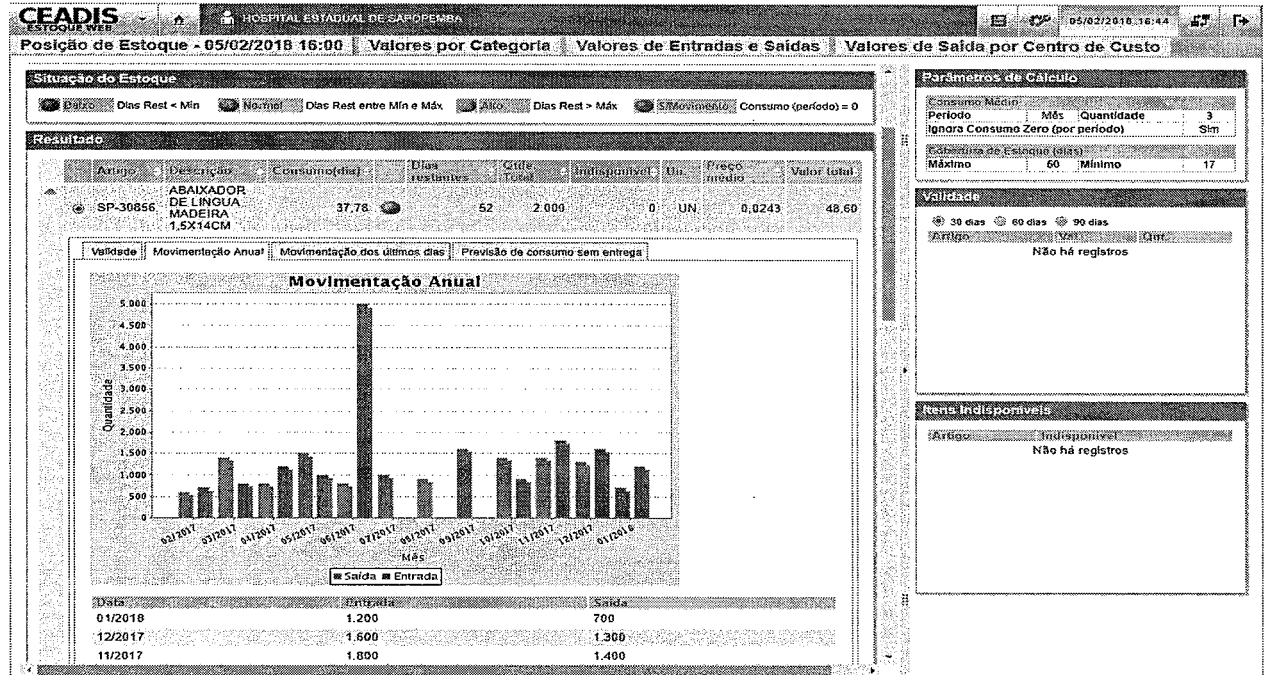 CEADIS
ESTOQUE WEB
HOSPITAL ESTADUAL DE SAPOPEMBA
05/02/2018 16:44
Posição de Estoque - 05/02/2018 16:00
Valores por Categoria
Valores de Entradas e Saídas
Valores de Saída por Centro de Custo
Situação do Estoque
Baixo Dias Rest < Mín Normal Dias Rest entre Mín e Máx Alto Dias Rest > Máx S/Movimento Consumo (período) = 0
Resultado
Artigo Descrição Consumo(dia) Dias restantes Qtde Total Indisponível Un. Preço médio Valor total
SP-30856 ABAIXADOR DE LINGUA MADEIRA 1,5X14CM 37,78 52 2.000 0 UN 0,0243 48,60
Validade Movimentação Anual Movimentação dos últimos dias Previsão de consumo sem entrega
Movimentação Anual
Quantidade
5.000
4.500
4.000
3.500
3.000
2.500
2.000
1.500
1.000
500
0
02/2017 03/2017 04/2017 05/2017 06/2017 07/2017 08/2017 09/2017 10/2017 11/2017 12/2017 01/2018
Mês
Saída Entrada
Data Entrada Saída
01/2018 1.200 700
12/2017 1.600 1.300
11/2017 1.800 1.400
Parâmetros de Cálculo
Consumo Médio
Período Mês Quantidade 3
Ignora Consumo Zero (por período) Sim
Cobertura de Estoque (dias)
Máximo 60 Mínimo 17
Validade
30 dias 60 dias 90 dias
Artigo Val. Qnt.
Não há registros
Itens Indisponíveis
Artigo Indisponível
Não há registros